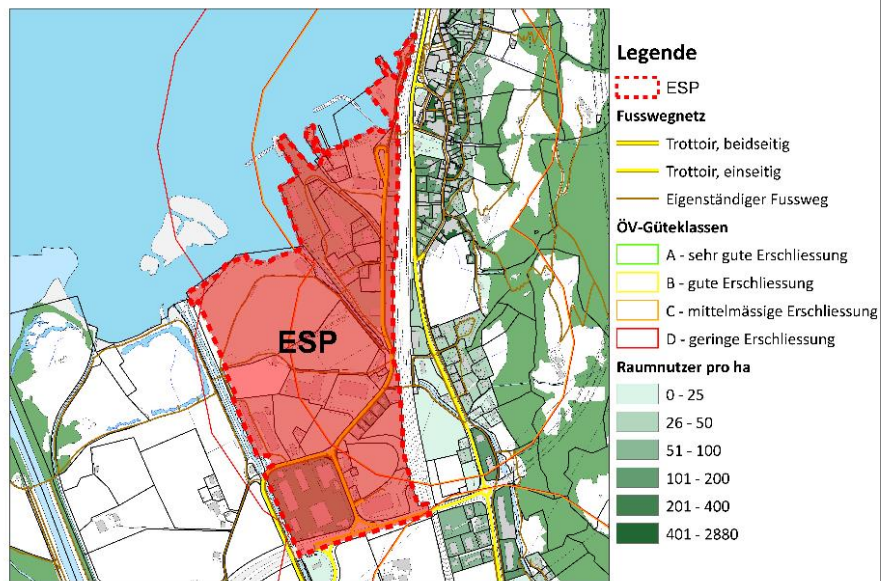 ESP
Legende
ESP
Fusswegnetz
Trottoir, beidseitig
Trottoir, einseitig
Eigenständiger Fussweg
ÖV-Güteklassen
A - sehr gute Erschliessung
B - gute Erschliessung
C - mittelmässige Erschliessung
D - geringe Erschliessung
Raumnutzer pro ha
0 - 25
26 - 50
51 - 100
101 - 200
201 - 400
401 - 2880